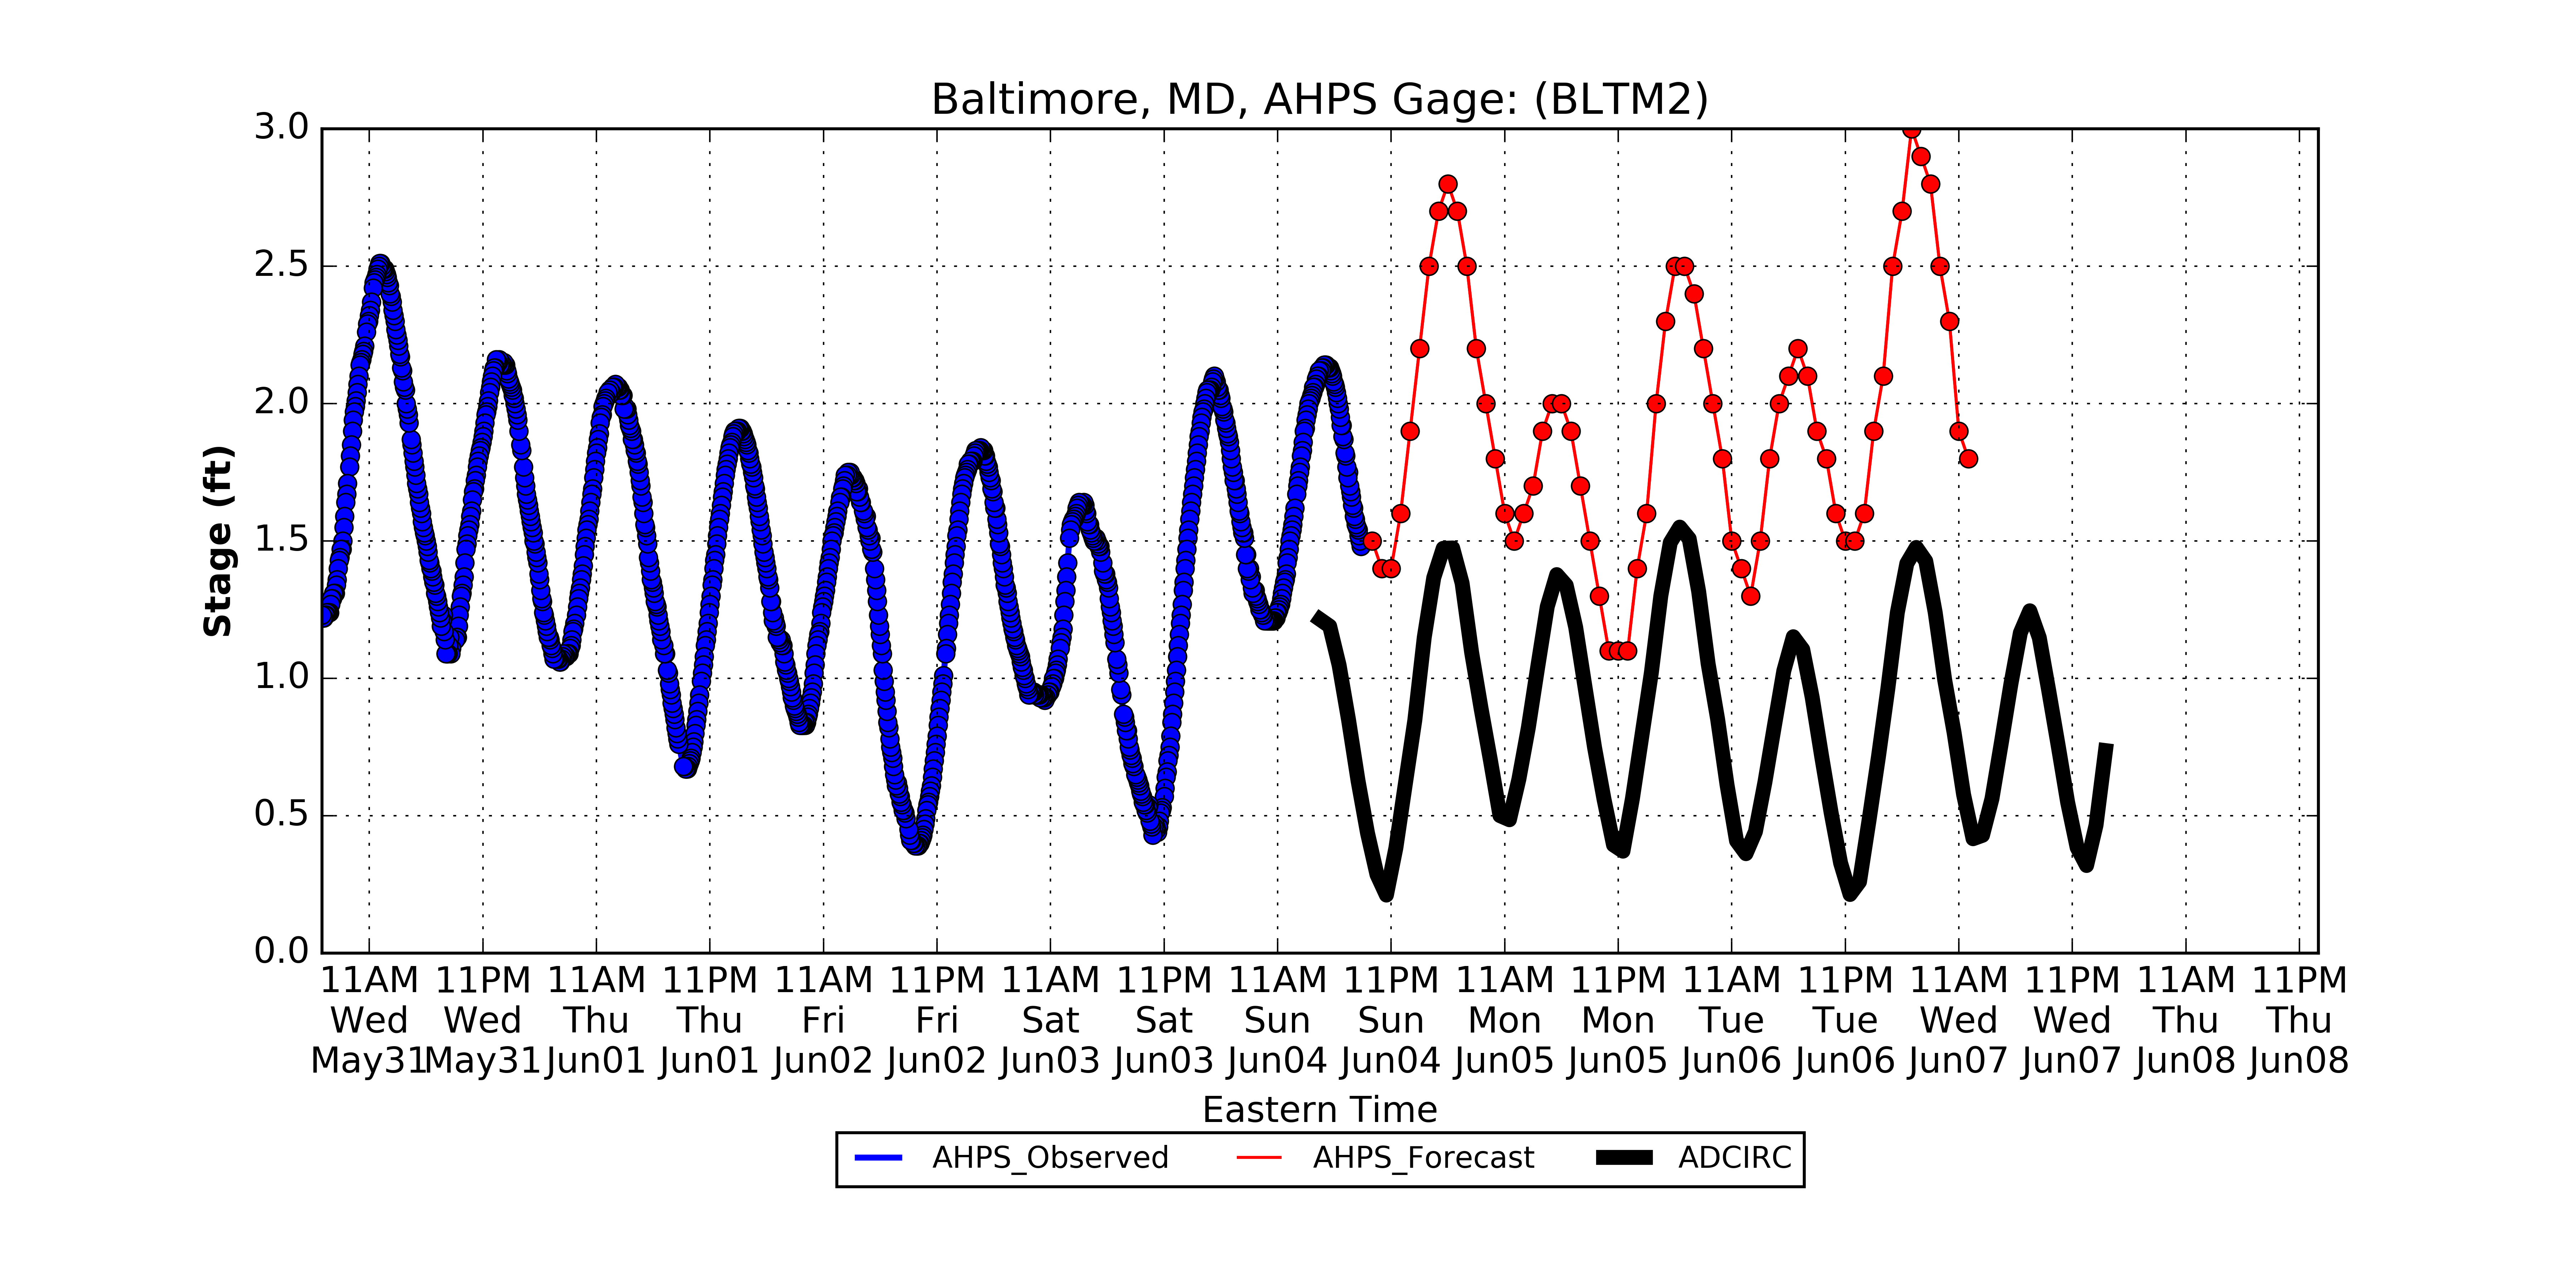 Baltimore, MD, AHPS Gage: (BLTM2)
3.0
2.5
2.0
1.5
1.0
0.5
0.0
Stage (ft)
11AM 11PM 11AM 11PM 11AM 11PM 11AM 11PM 11AM 11PM 11AM 11PM 11AM 11PM 11AM 11PM 11AM 11PM
Wed Wed Thu Thu Fri Fri Sat Sat Sun Sun Mon Mon Tue Tue Wed Wed Thu Thu
May31 May31 Jun01 Jun01 Jun02 Jun02 Jun03 Jun03 Jun04 Jun04 Jun05 Jun05 Jun06 Jun06 Jun07 Jun07 Jun08 Jun08
Eastern Time
AHPS_Observed AHPS_Forecast ADCIRC